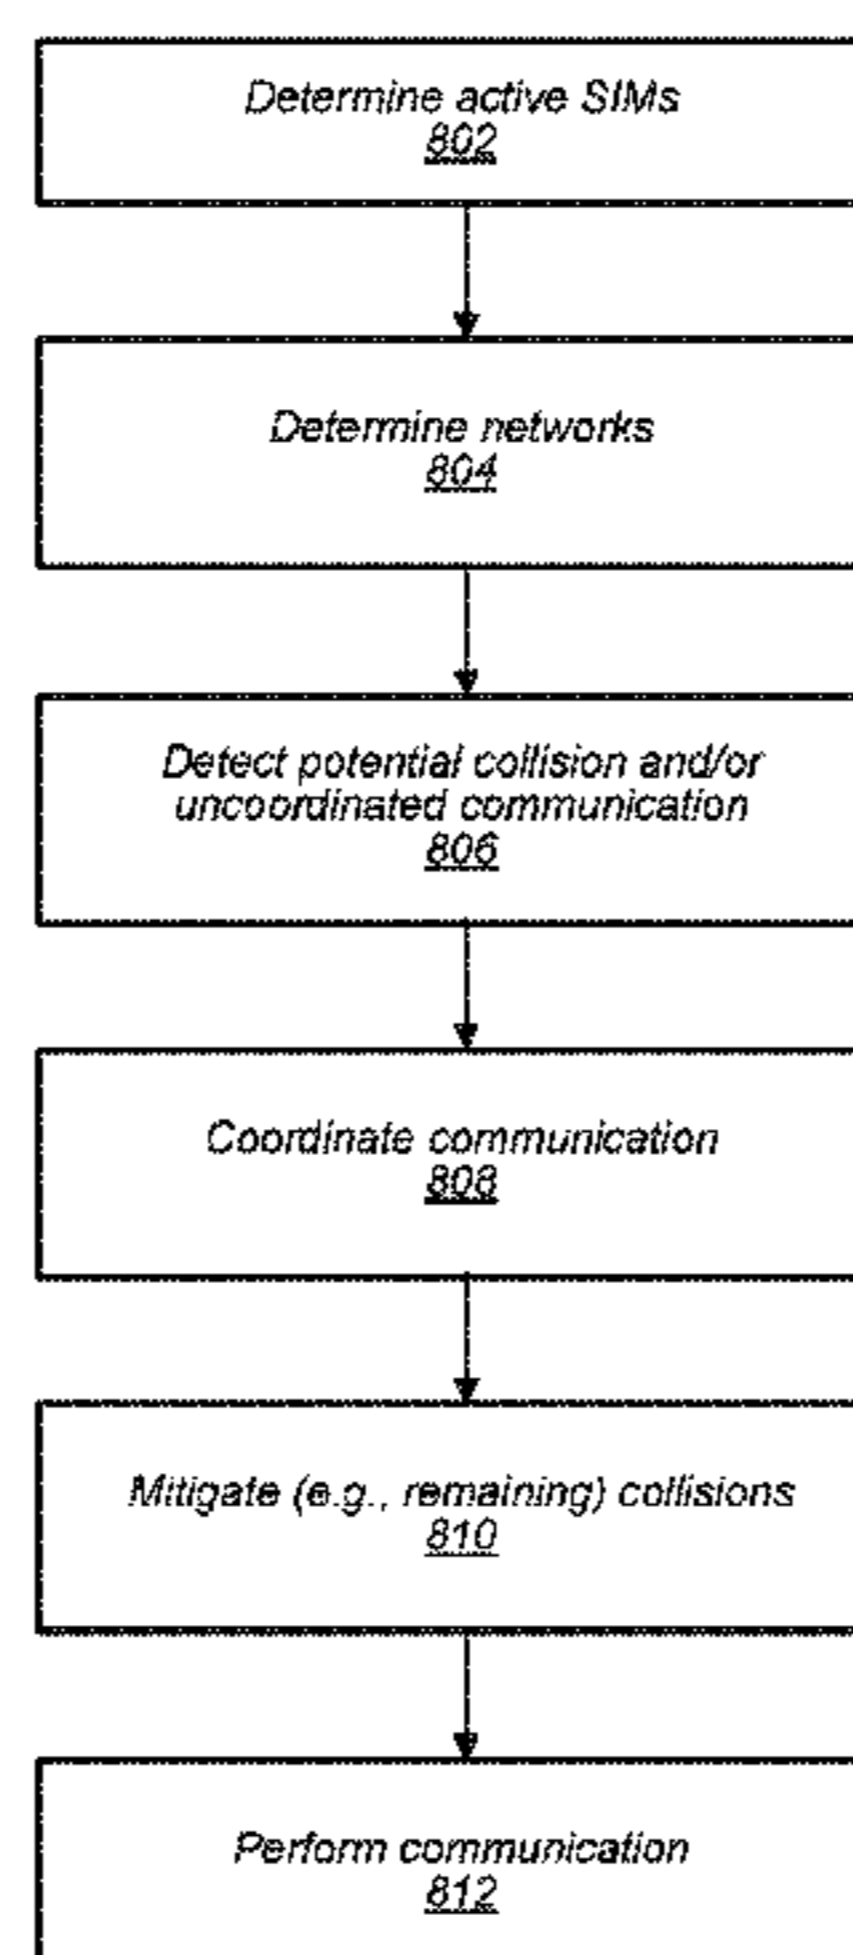 Determine active SIMs
802
Determine networks
804
Detect potential collision and/or
uncoordinated communication
806
Coordinate communication
808
Mitigate (e.g., remaining) collisions
810
Perform communication
812